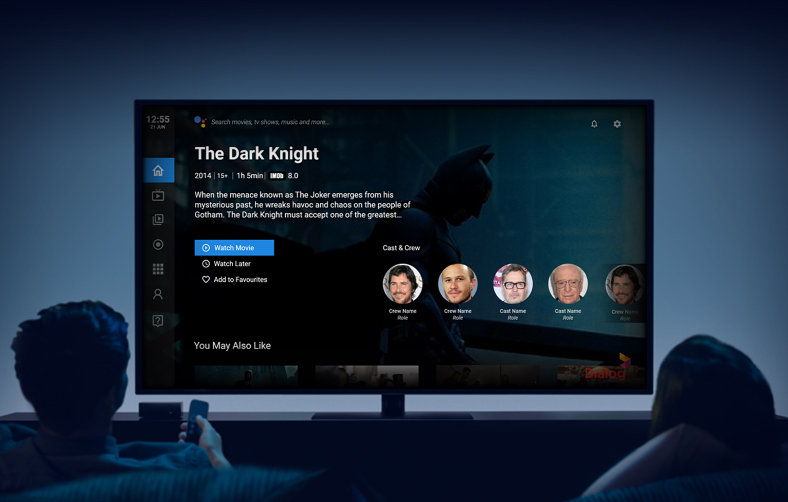 12:55
21 JUN
Search movies, tv shows, music and more...
The Dark Knight
2014 | 15+ | 1h 5min | IMDb 8.0
When the menace known as The Joker emerges from his
mysterious past, he wreaks havoc and chaos on the people of
Gotham. The Dark Knight must accept one of the greatest...
Watch Movie
Watch Later
Add to Favourites
Cast & Crew
Crew Name
Role
Crew Name
Role
Cast Name
Role
Cast Name
Role
Crew Name
Role
You May Also Like
Dialog